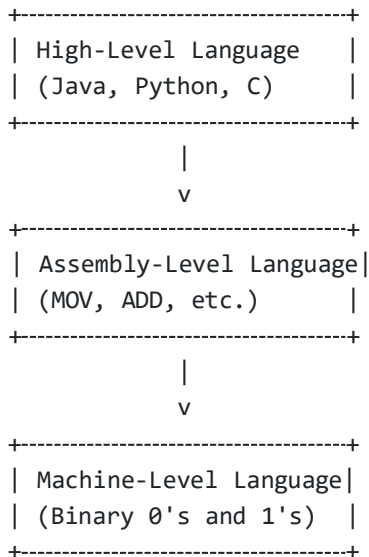 High-Level Language
(Java, Python, C)
v
Assembly-Level Language
(MOV, ADD, etc.)
v
Machine-Level Language
(Binary 0's and 1's)